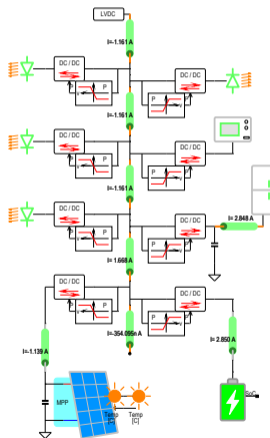 LVDC
I=-1.161 A
DC / DC
DC / DC
P
P
v
v
I=-1.161 A
DC / DC
DC / DC
P
P
v
v
I=-1.161 A
DC / DC
DC / DC
P
P
v
v
I= 2.848 A
I= 1.668 A
DC / DC
DC / DC
P
P
v
v
I=-354.095n A
I=-1.139 A
I= 2.850 A
MPP
Temp
Temp
[C]
SoC